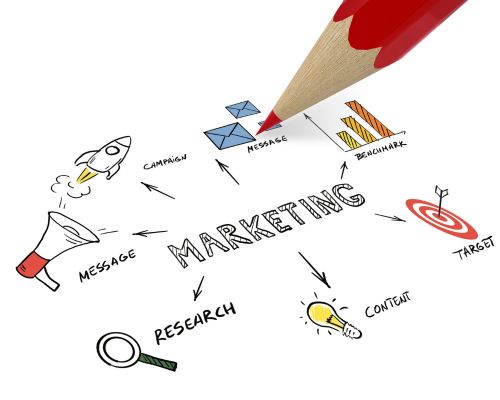 CAMPAIGN
MESSAGE
BENCHMARK
MARKETING
MESSAGE
TARGET
RESEARCH
CONTENT